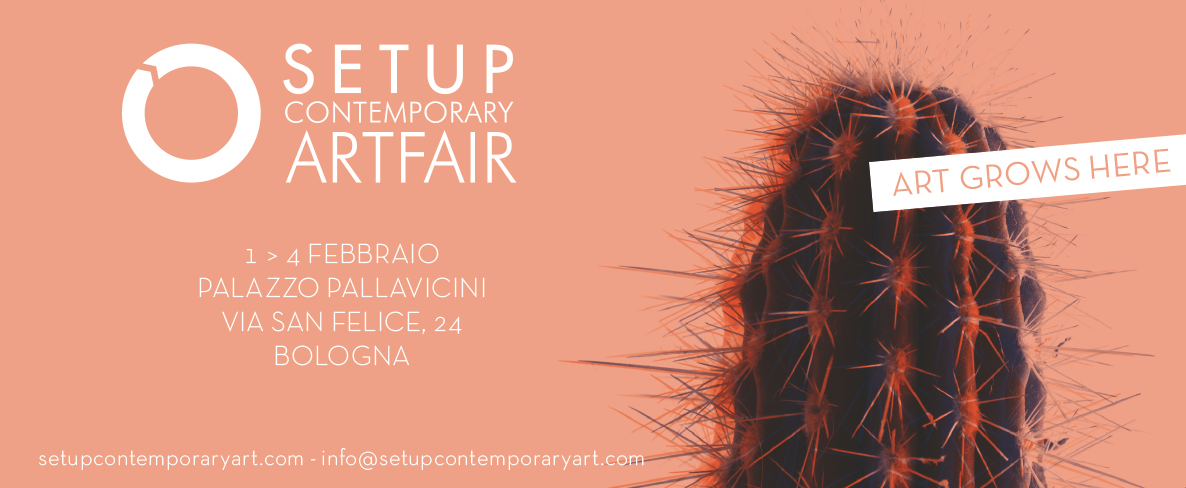 SETUP
CONTEMPORARY
ARTFAIR
ART GROWS HERE
1 > 4 FEBBRAIO
PALAZZO PALLAVICINI
VIA SAN FELICE, 24
BOLOGNA
setupcontemporaryart.com - info@setupcontemporaryart.com